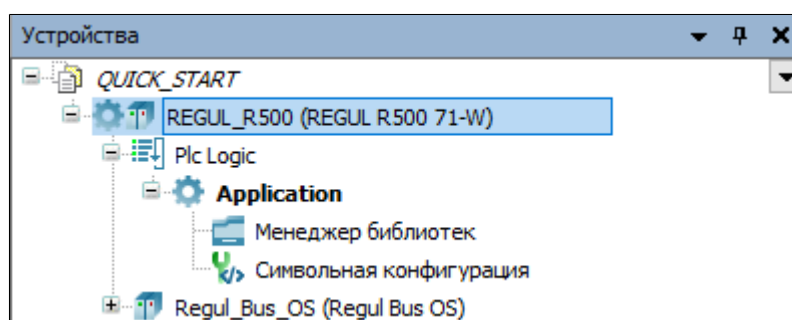 Устройства
QUICK_START
REGUL_R500 (REGUL R500 71-W)
Plc Logic
Application
Менеджер библиотек
Символьная конфигурация
Regul_Bus_OS (Regul Bus OS)